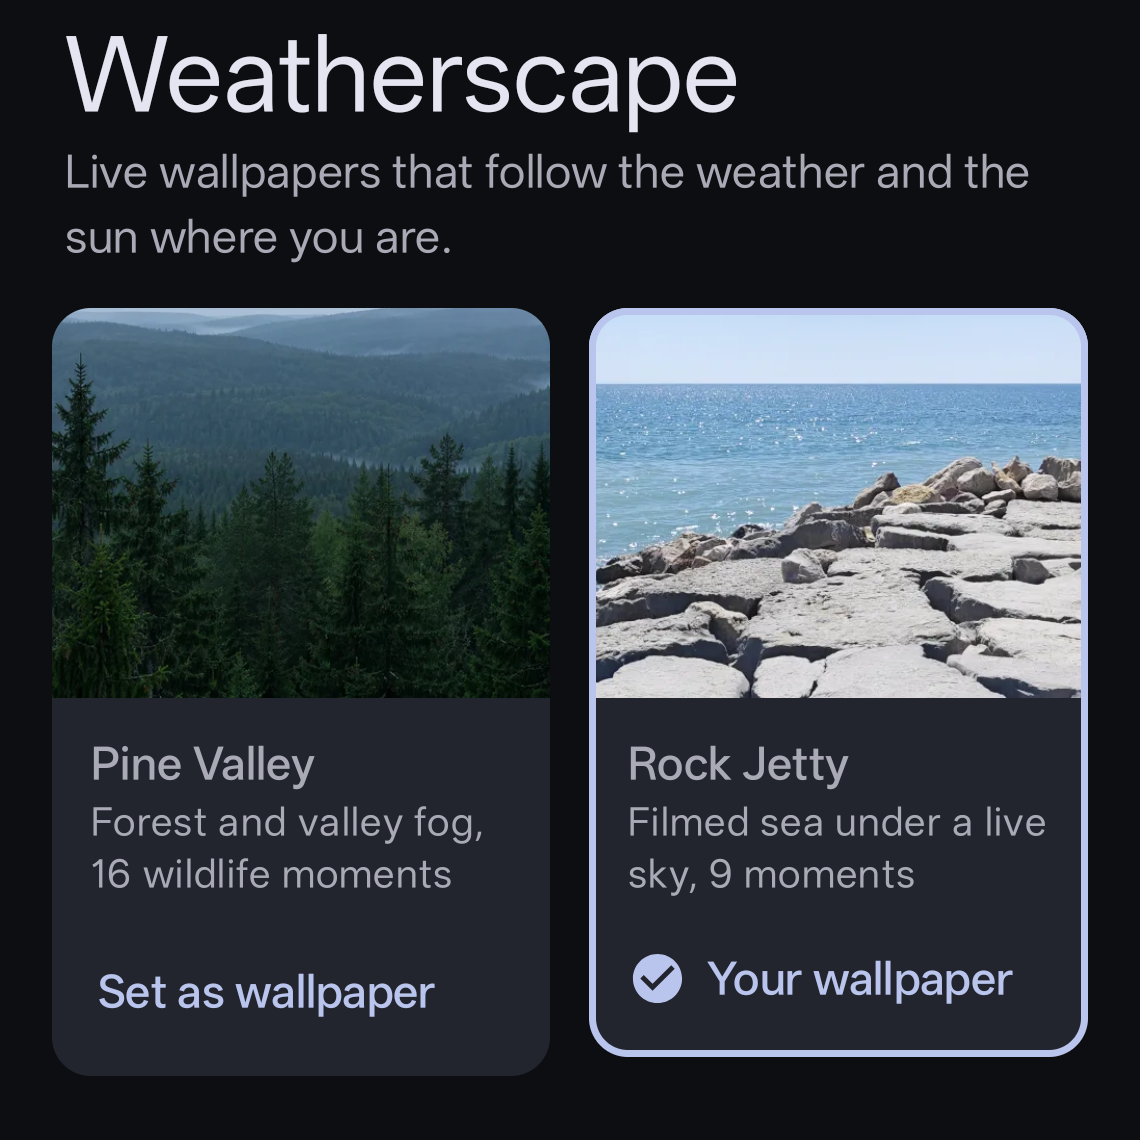 Weatherscape
Live wallpapers that follow the weather and the
sun where you are.
Pine Valley
Forest and valley fog,
16 wildlife moments
Set as wallpaper
Rock Jetty
Filmed sea under a live
sky, 9 moments
Your wallpaper